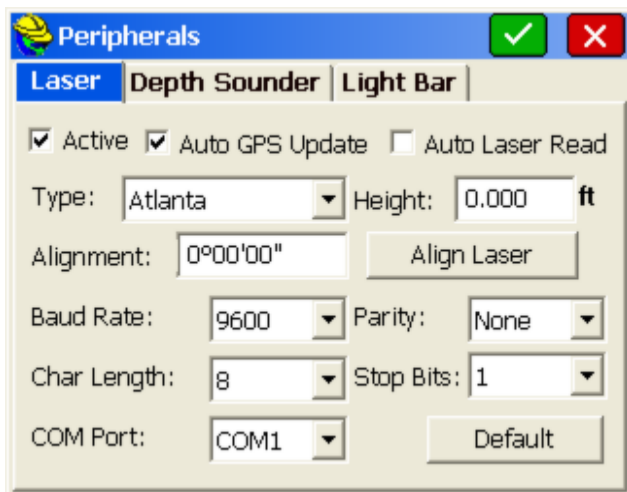 Peripherals
Laser Depth Sounder Light Bar
Active Auto GPS Update Auto Laser Read
Type: Atlanta Height: 0.000 ft
Alignment: 0°00'00" Align Laser
Baud Rate: 9600 Parity: None
Char Length: 8 Stop Bits: 1
COM Port: COM1 Default